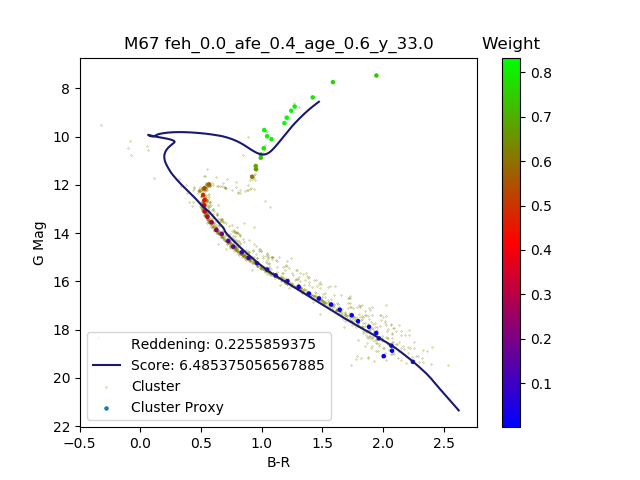 M67 feh_0.0_afe_0.4_age_0.6_y_33.0
Weight
8
10
12
14
16
18
20
22
G Mag
−0.5 0.0 0.5 1.0 1.5 2.0 2.5
B-R
Reddening: 0.2255859375
Score: 6.485375056567885
Cluster
Cluster Proxy
0.8
0.7
0.6
0.5
0.4
0.3
0.2
0.1